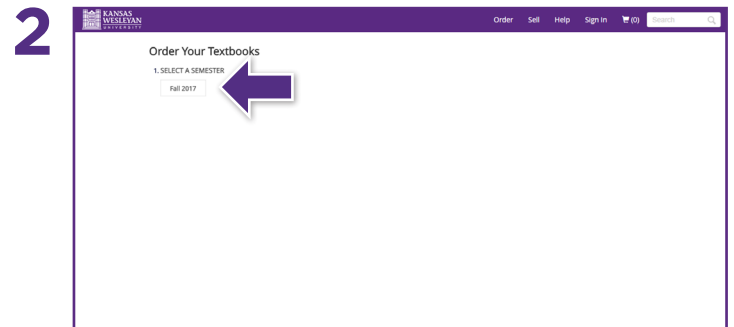 2
KANSAS
WESLEYAN
UNIVERSITY
Order Sell Help Sign In (0) Search
Order Your Textbooks
1. SELECT A SEMESTER
Fall 2017